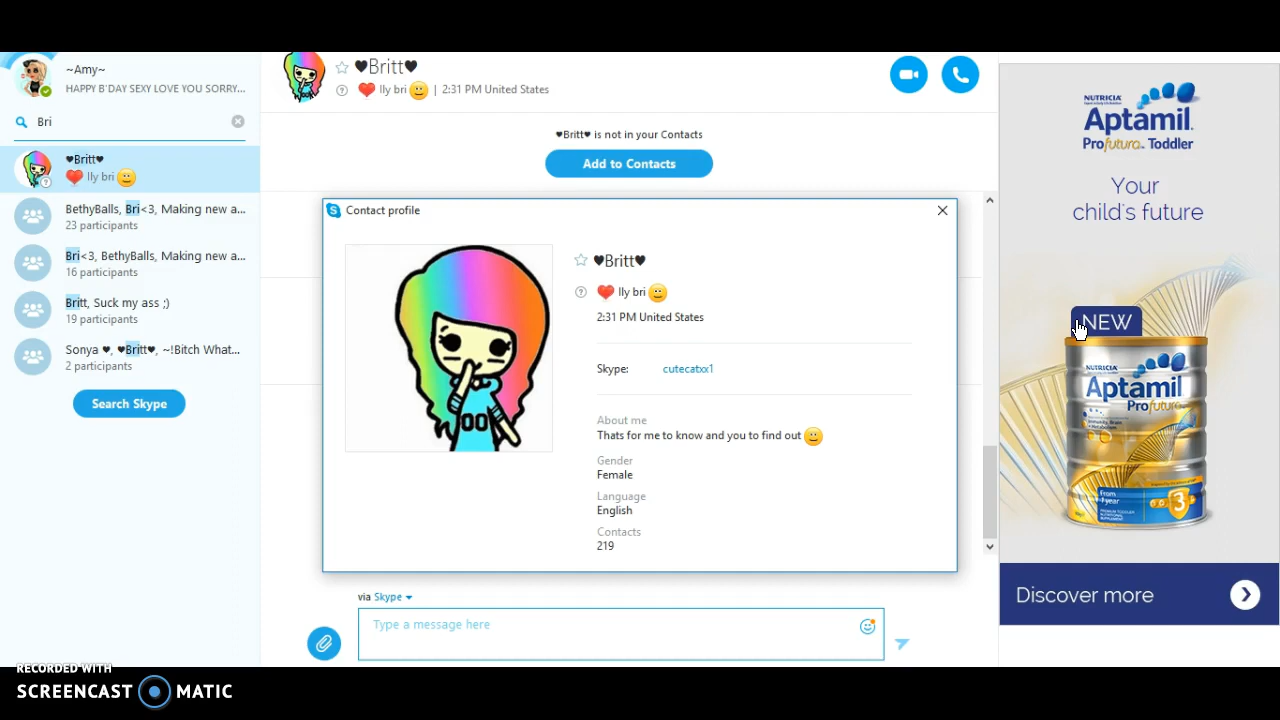 ~Amy~
HAPPY B'DAY SEXY LOVE YOU SORRY...
Bri
♥Britt♥
lly bri
BethyBalls, Bri<3, Making new a...
23 participants
Bri<3, BethyBalls, Making new a...
16 participants
Britt, Suck my ass ;)
19 participants
Sonya ♥, ♥Britt♥, ~!Bitch What...
2 participants
Search Skype
♥Britt♥
lly bri | 2:31 PM United States
♥Britt♥ is not in your Contacts
Add to Contacts
Contact profile
♥Britt♥
lly bri
2:31 PM United States
Skype: cutecatxx1
About me
Thats for me to know and you to find out
Gender
Female
Language
English
Contacts
219
via Skype
Type a message here
NUTRICIA
Aptamil
Profutura Toddler
Your
child's future
NEW
NUTRICIA
Aptamil
Profutura
From
1 year
3
Discover more
RECORDED WITH
SCREENCAST MATIC